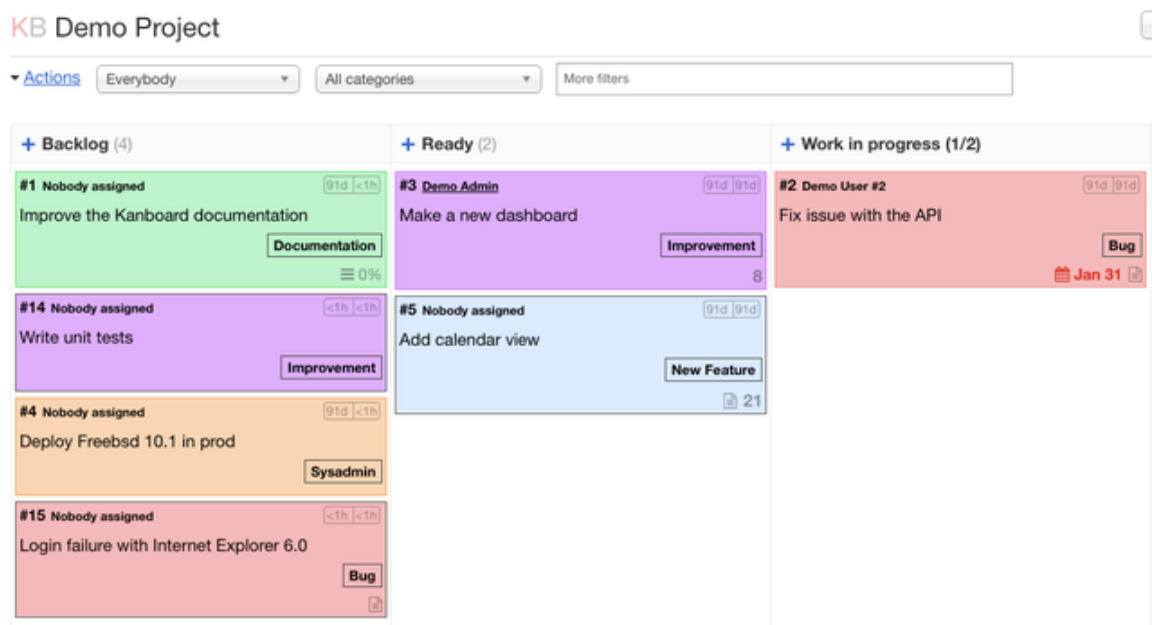 KB Demo Project
Actions Everybody All categories More filters
+ Backlog (4)
#1 Nobody assigned 91d <1h
Improve the Kanboard documentation
Documentation
0%
#14 Nobody assigned <1h <1h
Write unit tests
Improvement
#4 Nobody assigned 91d <1h
Deploy Freebsd 10.1 in prod
Sysadmin
#15 Nobody assigned <1h <1h
Login failure with Internet Explorer 6.0
Bug
+ Ready (2)
#3 Demo Admin 91d 91d
Make a new dashboard
Improvement
8
#5 Nobody assigned 91d 91d
Add calendar view
New Feature
21
+ Work in progress (1/2)
#2 Demo User #2 91d 91d
Fix issue with the API
Bug
Jan 31